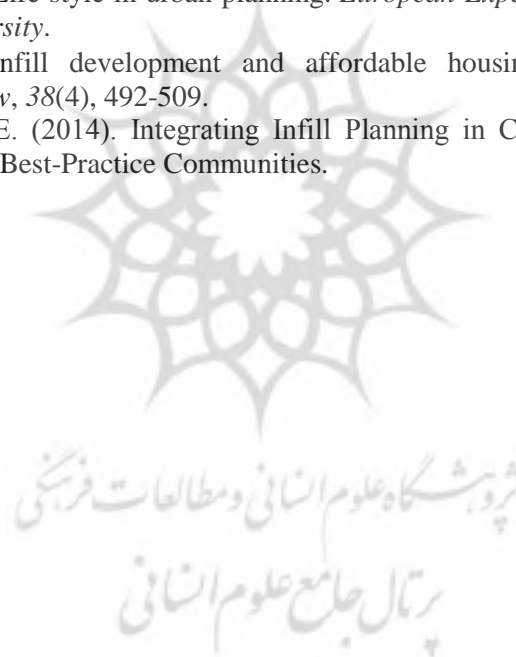 Life style in urban planning. European
rsity.
nfill development and affordable housin
w, 38(4), 492-509.
E. (2014). Integrating Infill Planning in C
Best-Practice Communities.
پژوهشگاه علوم انسانی و مطالعات فرهنگی
پرتال جامع علوم انسانی